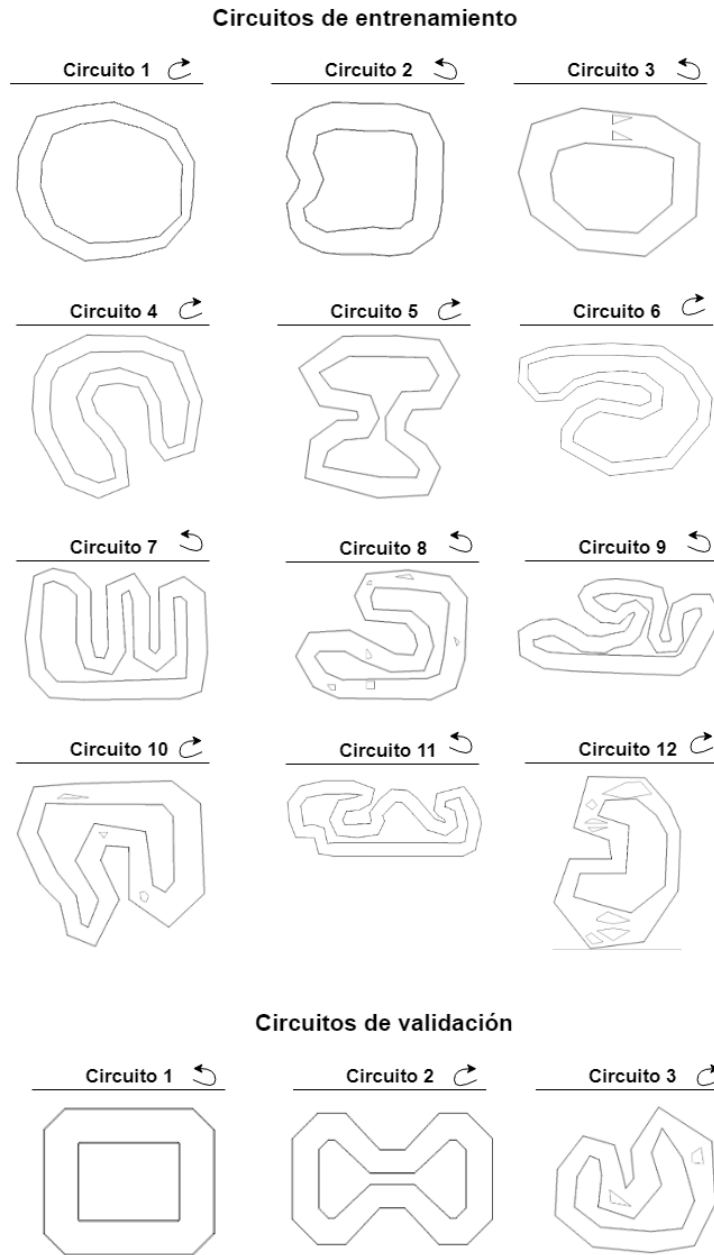 Circuitos de entrenamiento
Circuito 1
Circuito 2
Circuito 3
Circuito 4
Circuito 5
Circuito 6
Circuito 7
Circuito 8
Circuito 9
Circuito 10
Circuito 11
Circuito 12
Circuitos de validación
Circuito 1
Circuito 2
Circuito 3